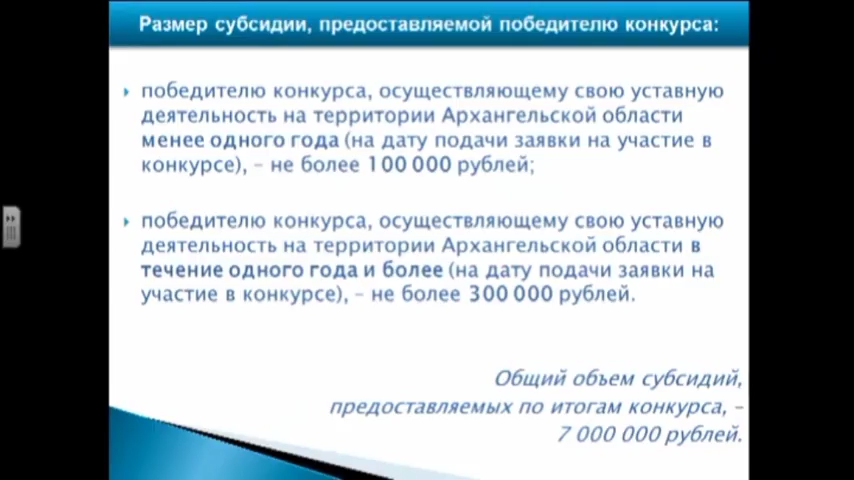 Размер субсидии, предоставляемой победителю конкурса:
победителю конкурса, осуществляющему свою уставную
деятельность на территории Архангельской области
менее одного года (на дату подачи заявки на участие в
конкурсе), – не более 100 000 рублей;
победителю конкурса, осуществляющему свою уставную
деятельность на территории Архангельской области в
течение одного года и более (на дату подачи заявки на
участие в конкурсе), – не более 300 000 рублей.
Общий объем субсидий,
предоставляемых по итогам конкурса, –
7 000 000 рублей.